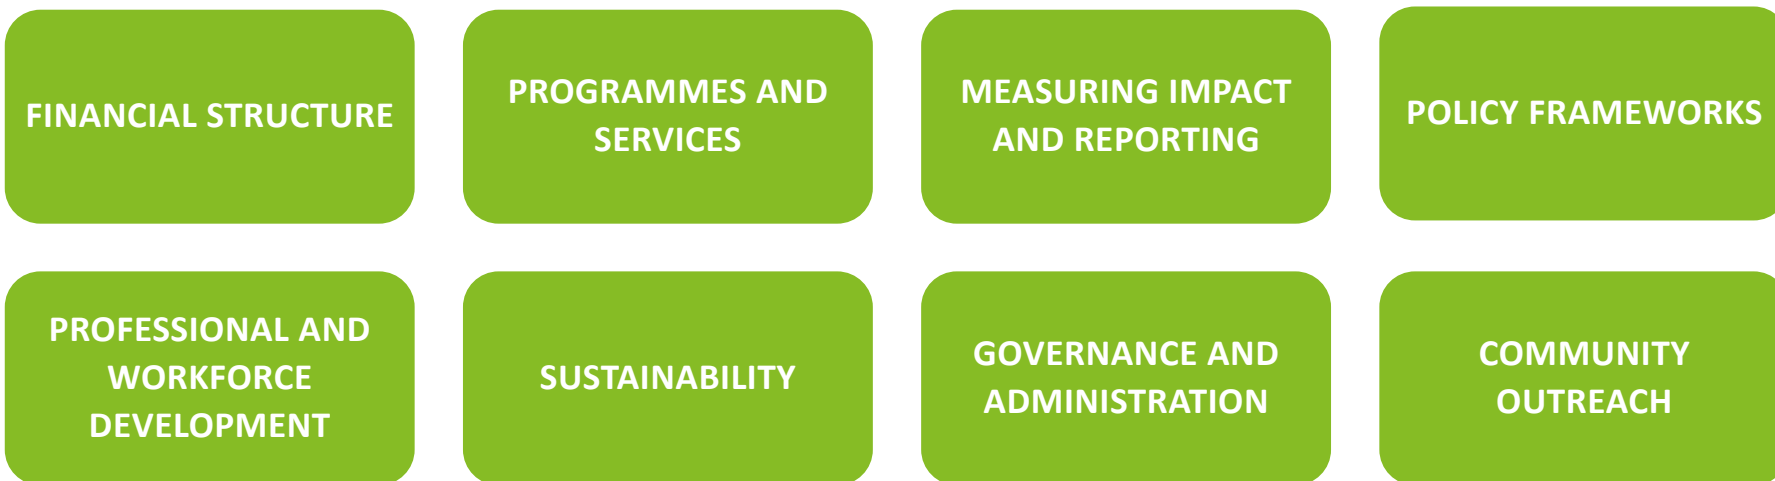 FINANCIAL STRUCTURE
PROGRAMMES AND
SERVICES
MEASURING IMPACT
AND REPORTING
POLICY FRAMEWORKS
PROFESSIONAL AND
WORKFORCE
DEVELOPMENT
SUSTAINABILITY
GOVERNANCE AND
ADMINISTRATION
COMMUNITY
OUTREACH